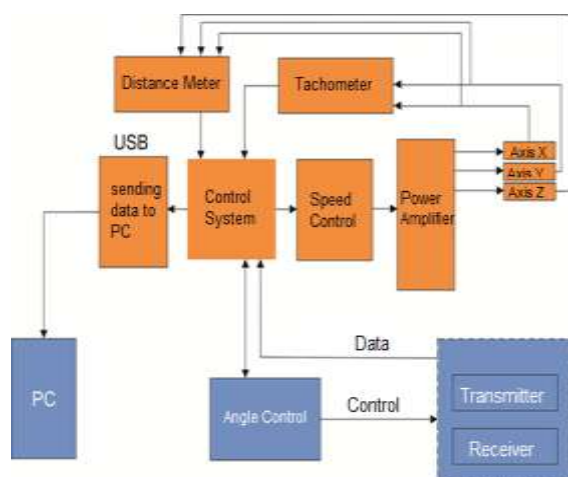 Distance Meter
Tachometer
USB
sending
data to
PC
Control
System
Speed
Control
Power
Amplifier
Axis X
Axis Y
Axis Z
Data
PC
Angle Control
Control
Transmitter
Receiver